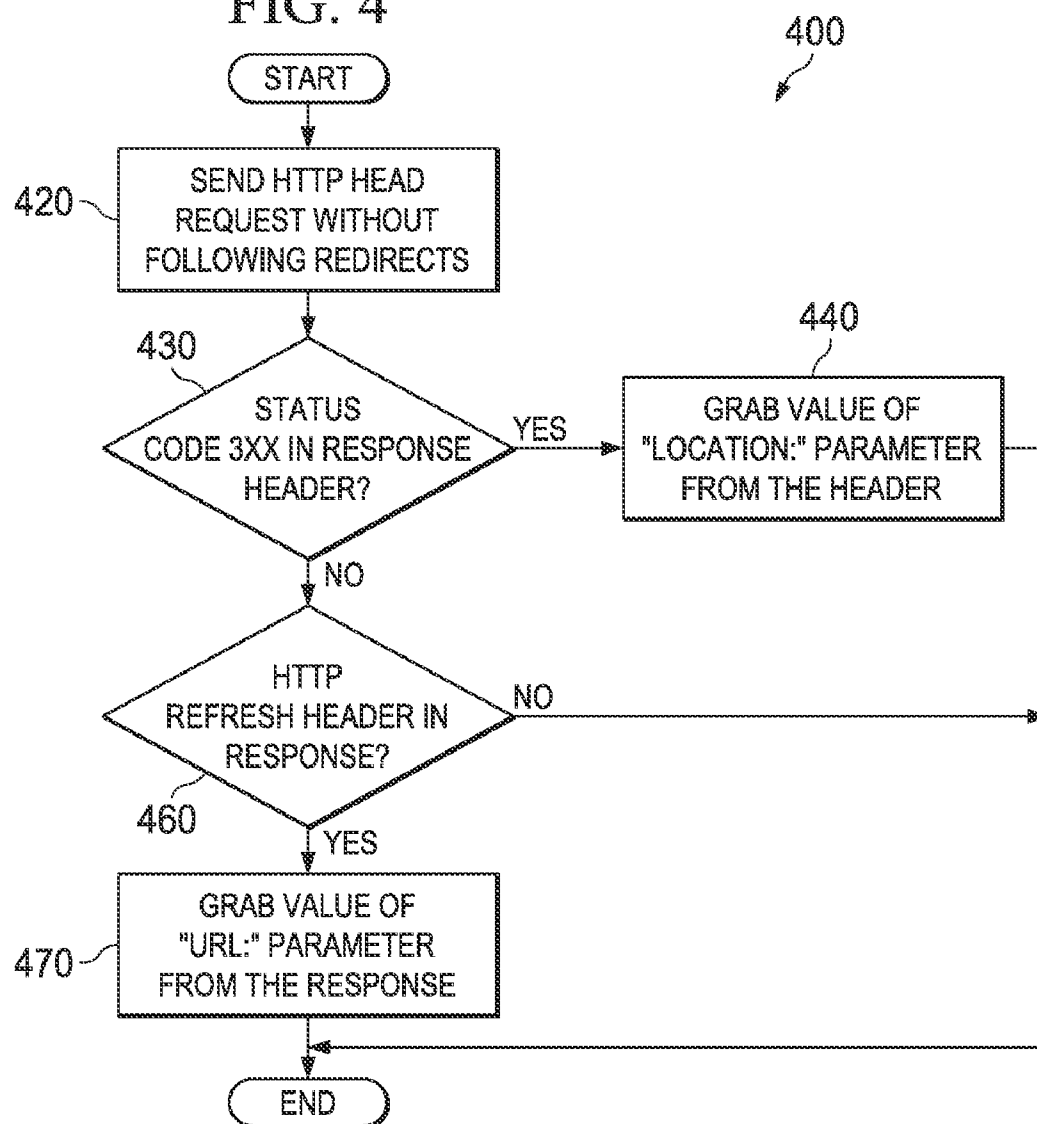 FIG. 4
400
START
420
SEND HTTP HEAD
REQUEST WITHOUT
FOLLOWING REDIRECTS
430
STATUS
CODE 3XX IN RESPONSE
HEADER?
YES
440
GRAB VALUE OF
"LOCATION:" PARAMETER
FROM THE HEADER
NO
HTTP
REFRESH HEADER IN
RESPONSE?
NO
460
YES
470
GRAB VALUE OF
"URL:" PARAMETER
FROM THE RESPONSE
END